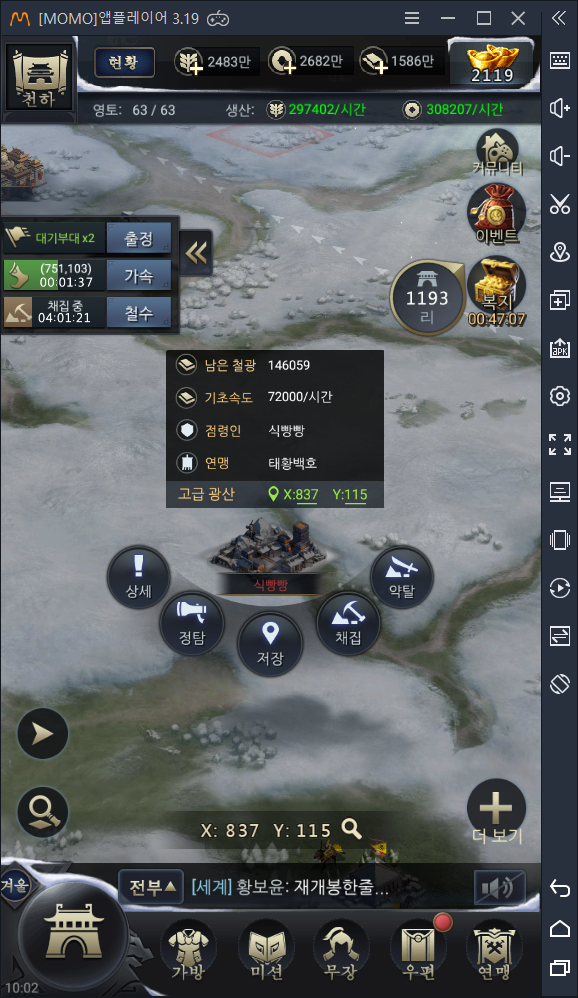 [MOMO]앱플레이어 3.19
천하
현황
2483만
2682만
1586만
2119
영토: 63 / 63
생산:
297402/시간
308207/시간
커뮤니티
대기부대 x2
출정
이벤트
(751,103)
00:01:37
가속
채집 중
04:01:21
철수
1193
리
복지
00:47:07
남은 철광 146059
기초속도 72000/시간
점령인 식빵빵
연맹 태황백호
고급 광산 X:837 Y:115
식빵빵
상세
정탐
저장
채집
약탈
X: 837 Y: 115
더 보기
겨울
전부
[세계] 황보윤: 재개봉한줄...
가방
미션
무장
우편
연맹
10:02
apk